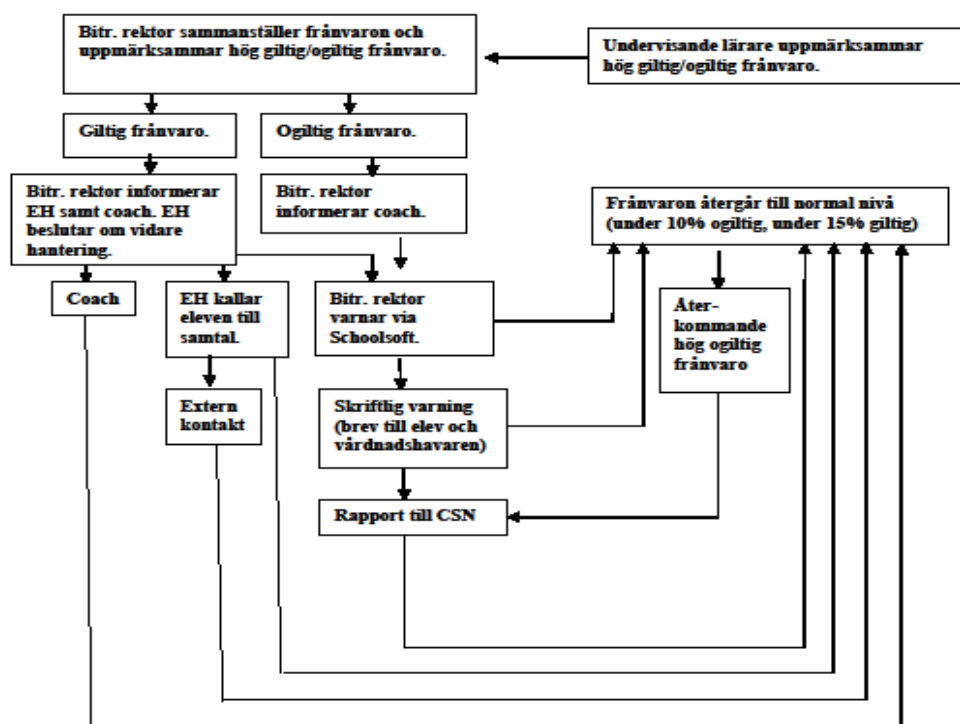 Bitr. rektor sammanställer frånvaron och
uppmärksammar hög giltig/ogiltig frånvaro.
Undervisande lärare uppmärksammar
hög giltig/ogiltig frånvaro.
Giltig frånvaro.
Ogiltig frånvaro.
Bitr. rektor informerar
EH samt coach. EH
beslutar om vidare
hantering.
Bitr. rektor
informerar coach.
Frånvaron återgår till normal nivå
(under 10% ogiltig, under 15% giltig)
Coach
EH kallar
eleven till
samtal.
Bitr. rektor
varnar via
Schoolsoft.
Åter-
kommande
hög ogiltig
frånvaro
Extern
kontakt
Skriftlig varning
(brev till elev och
vårdnadshavaren)
Rapport till CSN